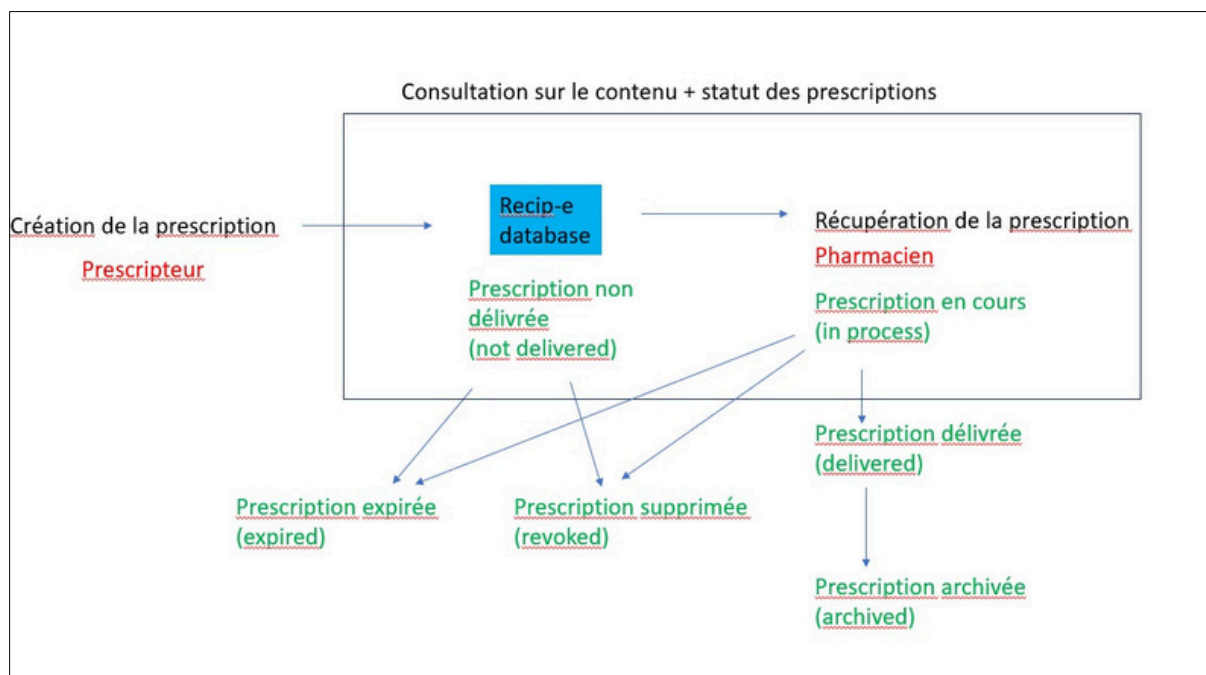 Consultation sur le contenu + statut des prescriptions
Création de la prescription
Prescripteur
Recip-e
database
Prescription non
délivrée
(not delivered)
Récupération de la prescription
Pharmacien
Prescription en cours
(in process)
Prescription délivrée
(delivered)
Prescription expirée
(expired)
Prescription supprimée
(revoked)
Prescription archivée
(archived)